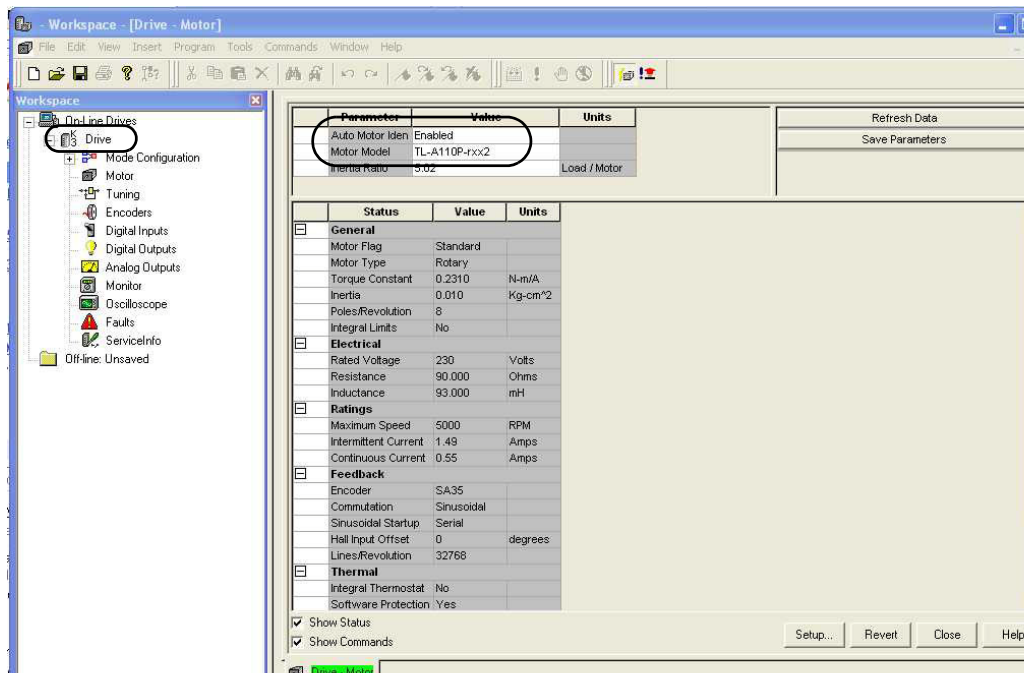 - Workspace - [Drive - Motor]
File Edit View Insert Program Tools Commands Window Help
Workspace
On-Line Drives
Drive
Mode Configuration
Motor
Tuning
Encoders
Digital Inputs
Digital Outputs
Analog Outputs
Monitor
Oscilloscope
Faults
ServiceInfo
Off-line: Unsaved
Parameter Value Units
Auto Motor Iden Enabled
Motor Model TL-A110P-rxx2
Inertia Ratio 5.02 Load / Motor
Refresh Data
Save Parameters
Status Value Units
General
Motor Flag Standard
Motor Type Rotary
Torque Constant 0.2310 N-m/A
Inertia 0.010 Kg-cm^2
Poles/Revolution 8
Integral Limits No
Electrical
Rated Voltage 230 Volts
Resistance 90.000 Ohms
Inductance 93.000 mH
Ratings
Maximum Speed 5000 RPM
Intermittent Current 1.49 Amps
Continuous Current 0.55 Amps
Feedback
Encoder SA35
Commutation Sinusoidal
Sinusoidal Startup Serial
Hall Input Offset 0 degrees
Lines/Revolution 32768
Thermal
Integral Thermostat No
Software Protection Yes
Show Status
Show Commands
Setup... Revert Close Help
Drive - Motor